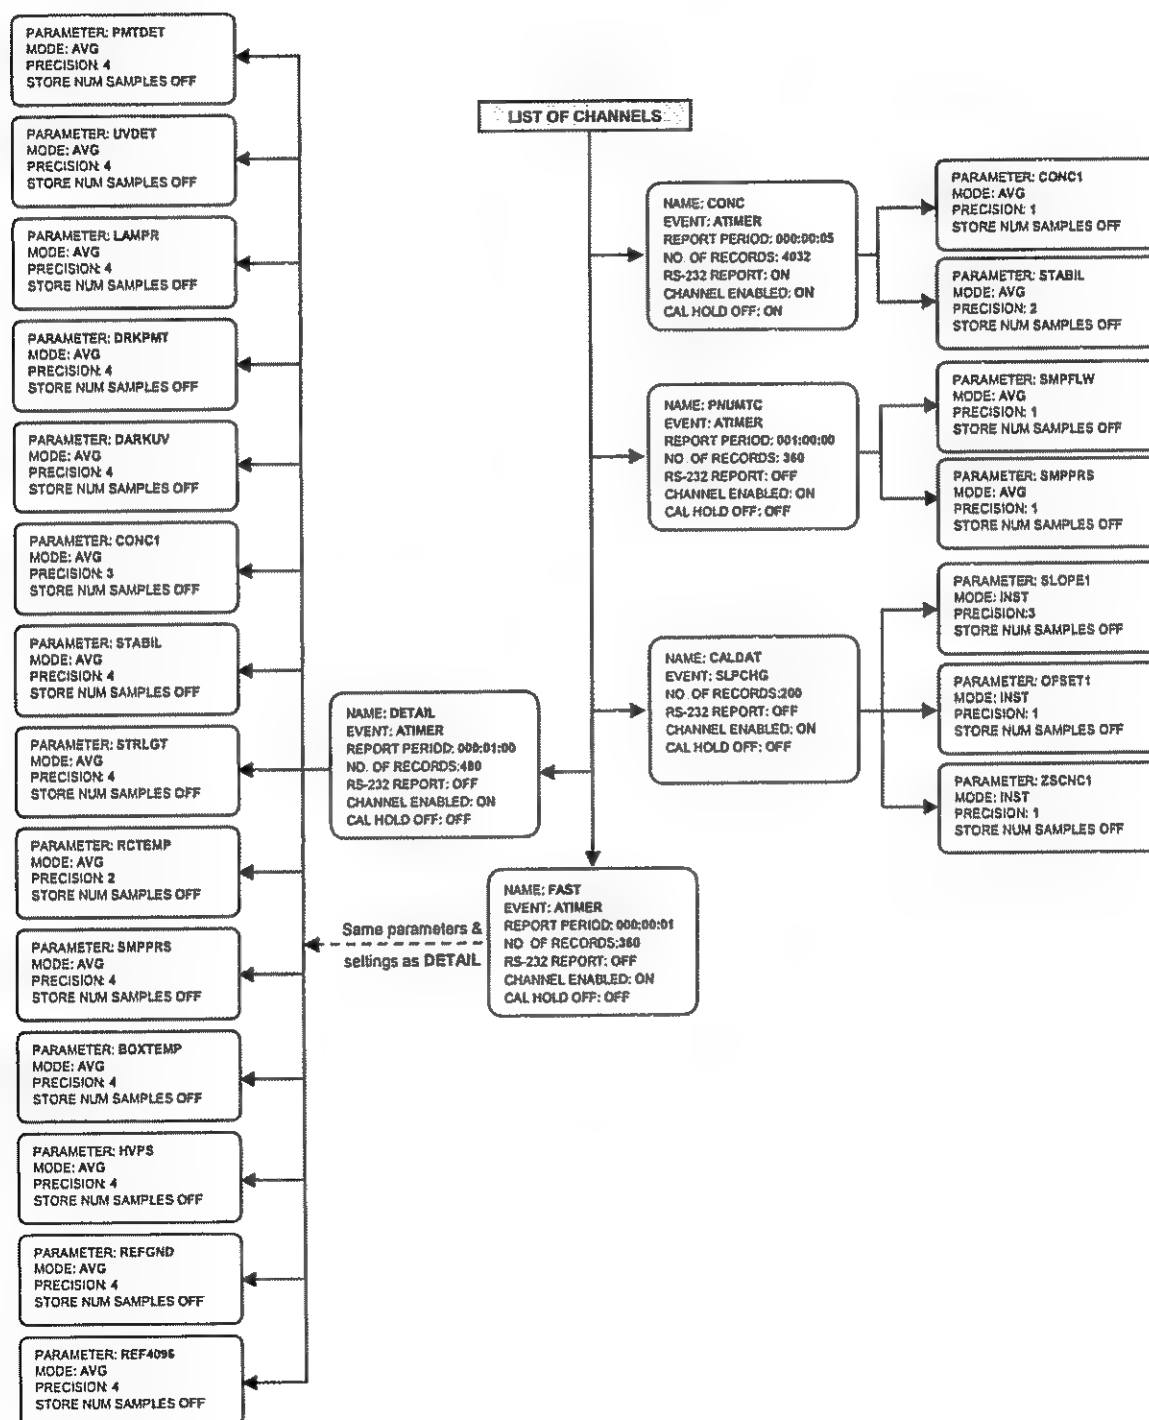 PARAMETER: PMTDET
MODE: AVG
PRECISION: 4
STORE NUM SAMPLES OFF
PARAMETER: UVDET
MODE: AVG
PRECISION: 4
STORE NUM SAMPLES OFF
PARAMETER: LAMPR
MODE: AVG
PRECISION: 4
STORE NUM SAMPLES OFF
PARAMETER: DRKPMT
MODE: AVG
PRECISION: 4
STORE NUM SAMPLES OFF
PARAMETER: DARKUV
MODE: AVG
PRECISION: 4
STORE NUM SAMPLES OFF
PARAMETER: CONC1
MODE: AVG
PRECISION: 3
STORE NUM SAMPLES OFF
PARAMETER: STABIL
MODE: AVG
PRECISION: 4
STORE NUM SAMPLES OFF
PARAMETER: STRLGT
MODE: AVG
PRECISION: 4
STORE NUM SAMPLES OFF
PARAMETER: RCTEMP
MODE: AVG
PRECISION: 2
STORE NUM SAMPLES OFF
PARAMETER: SMPPRS
MODE: AVG
PRECISION: 4
STORE NUM SAMPLES OFF
PARAMETER: BOXTEMP
MODE: AVG
PRECISION: 4
STORE NUM SAMPLES OFF
PARAMETER: HVPS
MODE: AVG
PRECISION: 4
STORE NUM SAMPLES OFF
PARAMETER: REFGND
MODE: AVG
PRECISION: 4
STORE NUM SAMPLES OFF
PARAMETER: REF4096
MODE: AVG
PRECISION: 4
STORE NUM SAMPLES OFF
LIST OF CHANNELS
NAME: CONC
EVENT: ATIMER
REPORT PERIOD: 000:00:05
NO. OF RECORDS: 4032
RS-232 REPORT: ON
CHANNEL ENABLED: ON
CAL HOLD OFF: ON
NAME: PNUMTC
EVENT: ATIMER
REPORT PERIOD: 001:00:00
NO. OF RECORDS: 360
RS-232 REPORT: OFF
CHANNEL ENABLED: ON
CAL HOLD OFF: OFF
NAME: CALDAT
EVENT: SLPCHG
NO. OF RECORDS:200
RS-232 REPORT: OFF
CHANNEL ENABLED: ON
CAL HOLD OFF: OFF
NAME: DETAIL
EVENT: ATIMER
REPORT PERIOD: 000:01:00
NO. OF RECORDS:480
RS-232 REPORT: OFF
CHANNEL ENABLED: ON
CAL HOLD OFF: OFF
NAME: FAST
EVENT: ATIMER
REPORT PERIOD: 000:00:01
NO. OF RECORDS:360
RS-232 REPORT: OFF
CHANNEL ENABLED: ON
CAL HOLD OFF: OFF
Same parameters &
settings as DETAIL
PARAMETER: CONC1
MODE: AVG
PRECISION: 1
STORE NUM SAMPLES OFF
PARAMETER: STABIL
MODE: AVG
PRECISION: 2
STORE NUM SAMPLES OFF
PARAMETER: SMPFLW
MODE: AVG
PRECISION: 1
STORE NUM SAMPLES OFF
PARAMETER: SMPPRS
MODE: AVG
PRECISION: 1
STORE NUM SAMPLES OFF
PARAMETER: SLOPE1
MODE: INST
PRECISION:3
STORE NUM SAMPLES OFF
PARAMETER: OFSET1
MODE: INST
PRECISION: 1
STORE NUM SAMPLES OFF
PARAMETER: ZSCNC1
MODE: INST
PRECISION: 1
STORE NUM SAMPLES OFF